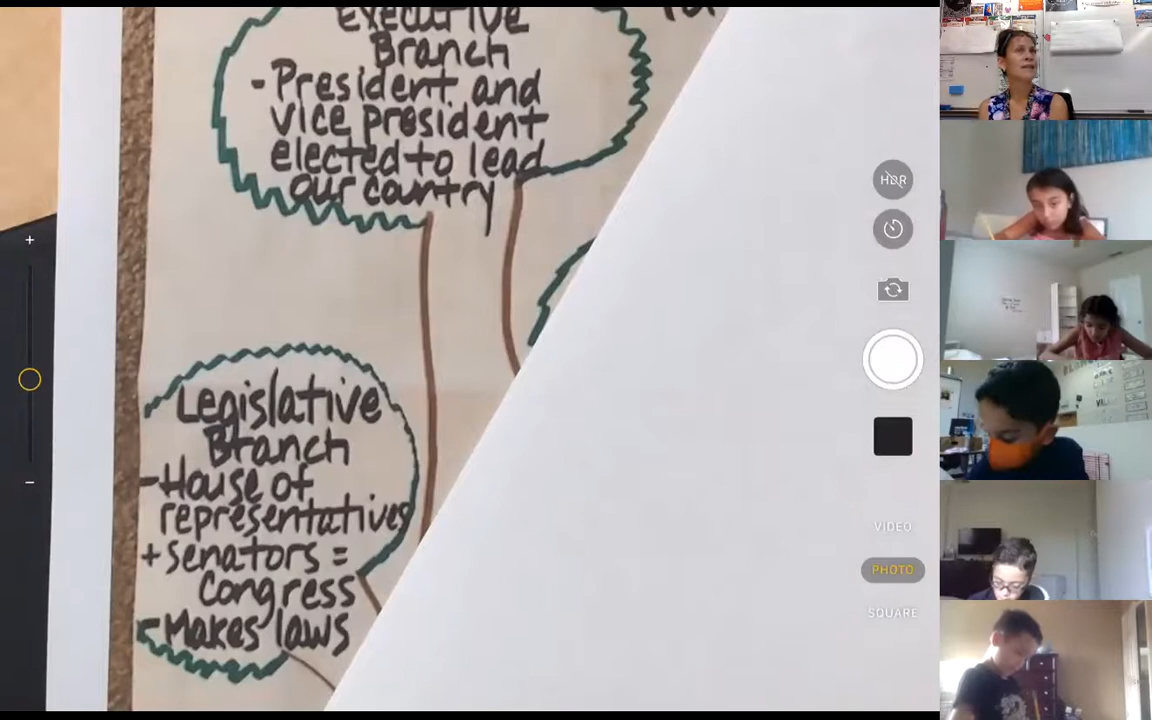 Executive
Branch
- President and
vice president
elected to lead
our country
Legislative
Branch
- House of
representatives
+ senators =
Congress
- Makes laws
HDR
VIDEO
PHOTO
SQUARE